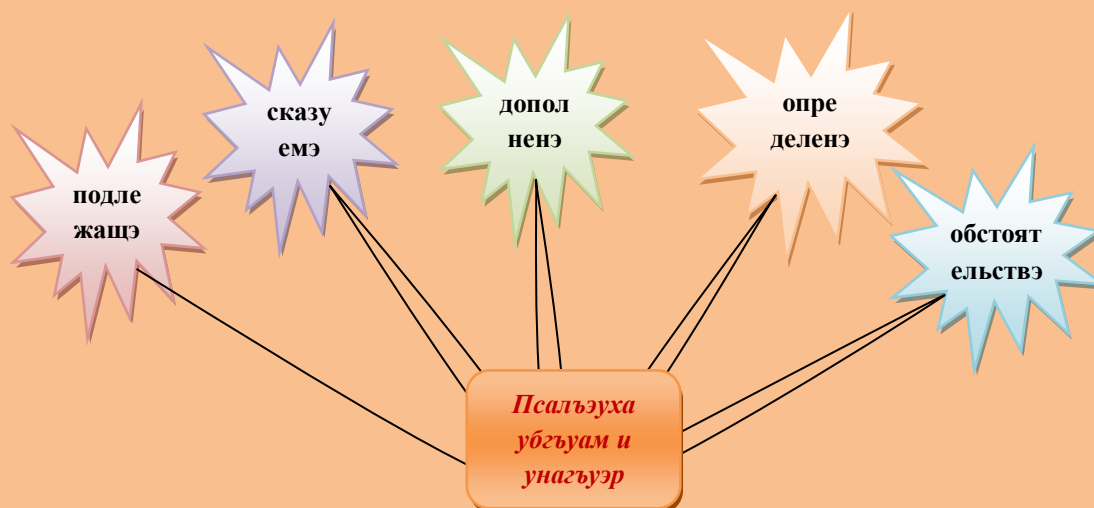 подле
жащэ
сказу
емэ
допол
ненэ
опре
деленэ
обстоят
ельствэ
Псалъэуха
убгъуам и
унагъуэр